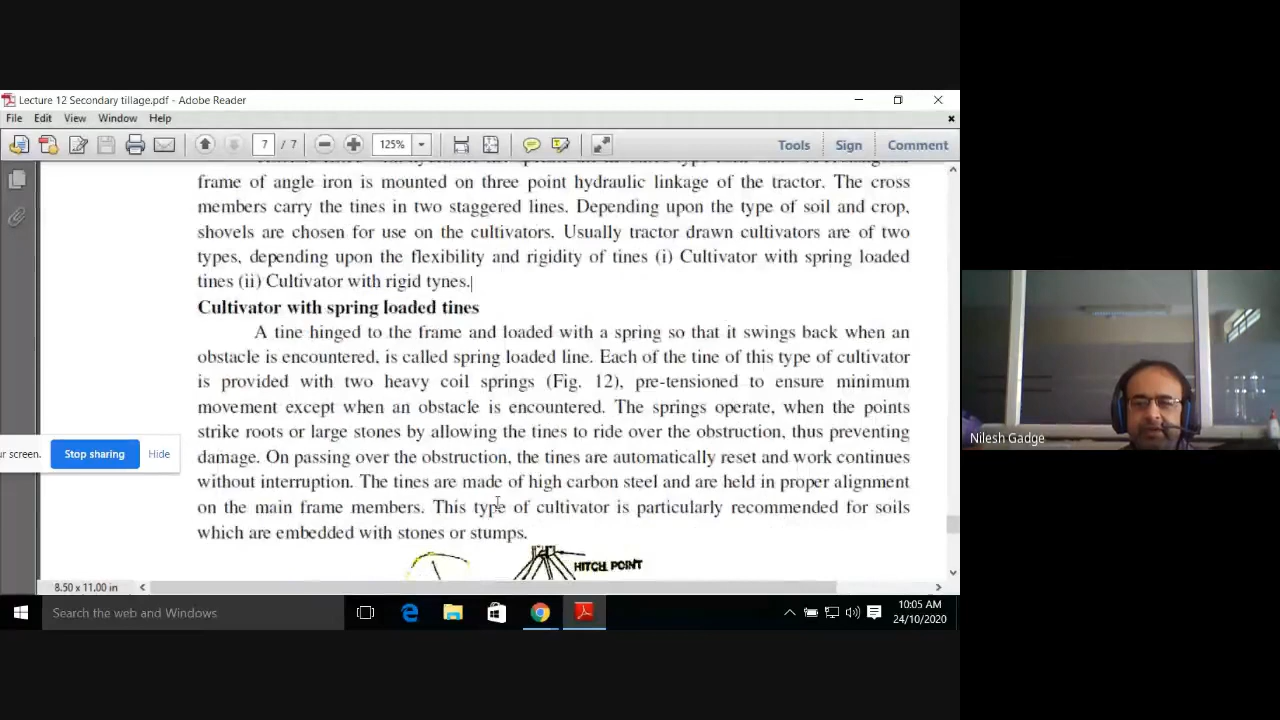 Lecture 12 Secondary tillage.pdf - Adobe Reader
File Edit View Window Help
7 / 7 125% Tools Sign Comment
frame of angle iron is mounted on three point hydraulic linkage of the tractor. The cross
members carry the tines in two staggered lines. Depending upon the type of soil and crop,
shovels are chosen for use on the cultivators. Usually tractor drawn cultivators are of two
types, depending upon the flexibility and rigidity of tines (i) Cultivator with spring loaded
tines (ii) Cultivator with rigid tynes.
Cultivator with spring loaded tines
A tine hinged to the frame and loaded with a spring so that it swings back when an
obstacle is encountered, is called spring loaded line. Each of the tine of this type of cultivator
is provided with two heavy coil springs (Fig. 12), pre-tensioned to ensure minimum
movement except when an obstacle is encountered. The springs operate, when the points
strike roots or large stones by allowing the tines to ride over the obstruction, thus preventing
damage. On passing over the obstruction, the tines are automatically reset and work continues
without interruption. The tines are made of high carbon steel and are held in proper alignment
on the main frame members. This type of cultivator is particularly recommended for soils
which are embedded with stones or stumps.
HITCH POINT
ur screen. Stop sharing Hide
Nilesh Gadge
8.50 x 11.00 in
Search the web and Windows
10:05 AM
24/10/2020